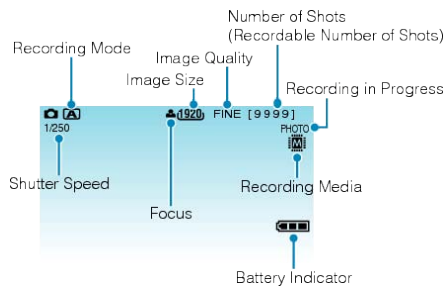 Number of Shots
(Recordable Number of Shots)
Recording Mode
Image Quality
Image Size
Recording in Progress
A
1920
FINE [9999]
PHOTO
1/250
M
Shutter Speed
Recording Media
Focus
Battery Indicator